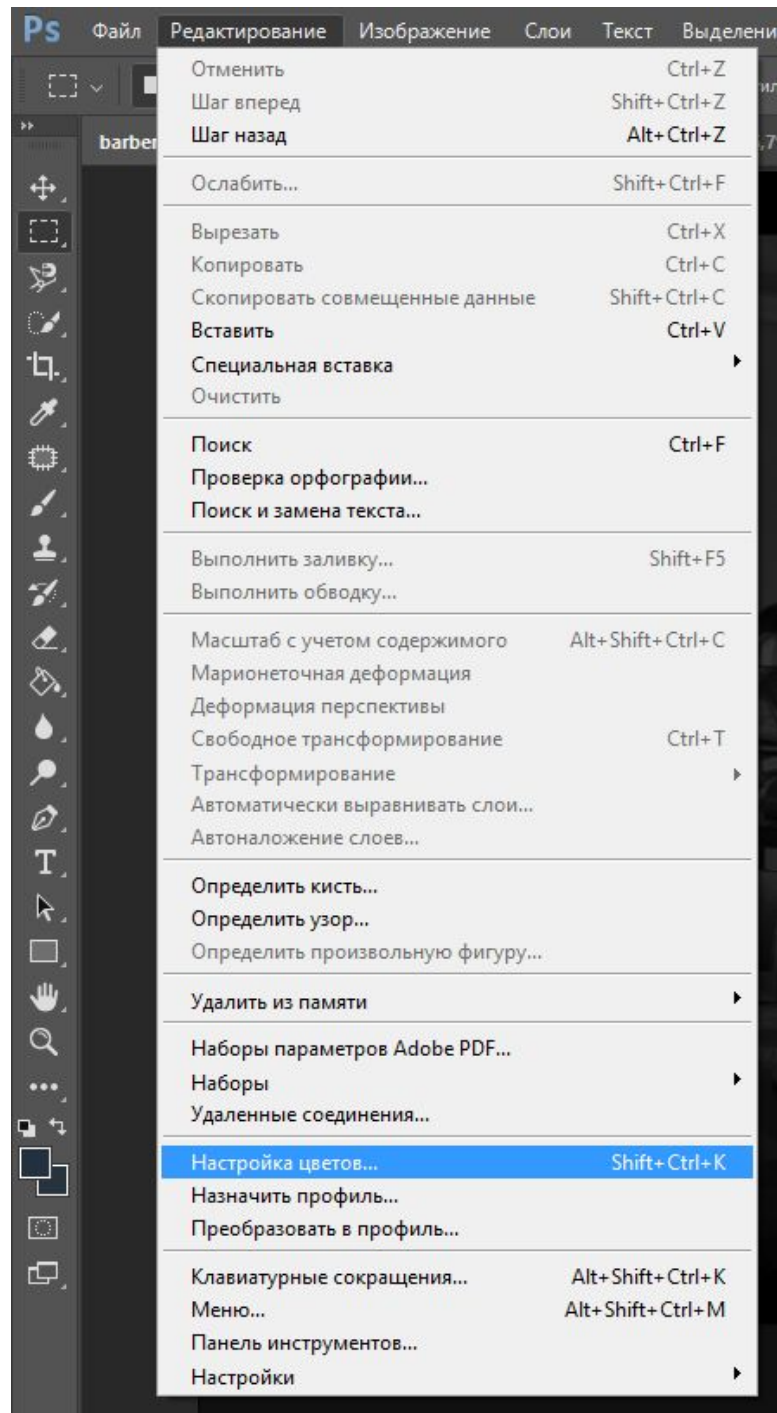 Ps Файл Редактирование Изображение Слои Текст Выделени
Отменить Ctrl+Z
Шаг вперед Shift+Ctrl+Z
barber Шаг назад Alt+Ctrl+Z
Ослабить... Shift+Ctrl+F
Вырезать Ctrl+X
Копировать Ctrl+C
Скопировать совмещенные данные Shift+Ctrl+C
Вставить Ctrl+V
Специальная вставка
Очистить
Поиск Ctrl+F
Проверка орфографии...
Поиск и замена текста...
Выполнить заливку... Shift+F5
Выполнить обводку...
Масштаб с учетом содержимого Alt+Shift+Ctrl+C
Марионеточная деформация
Деформация перспективы
Свободное трансформирование Ctrl+T
Трансформирование
Автоматически выравнивать слои...
Автоналожение слоев...
Определить кисть...
Определить узор...
Определить произвольную фигуру...
Удалить из памяти
Наборы параметров Adobe PDF...
Наборы
Удаленные соединения...
Настройка цветов... Shift+Ctrl+K
Назначить профиль...
Преобразовать в профиль...
Клавиатурные сокращения... Alt+Shift+Ctrl+K
Меню... Alt+Shift+Ctrl+M
Панель инструментов...
Настройки